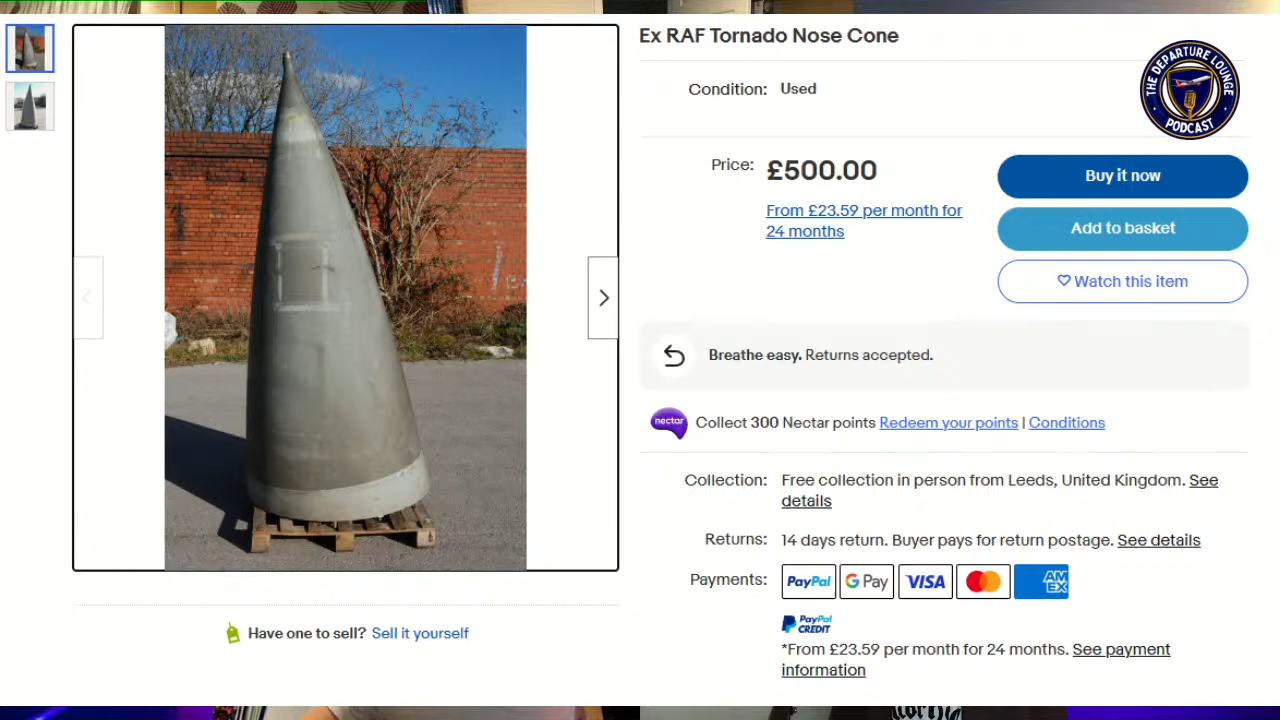 Ex RAF Tornado Nose Cone
THE DEPARTURE LOUNGE
PODCAST
Condition: Used
Price: £500.00
From £23.59 per month for
24 months
Buy it now
Add to basket
Watch this item
Breathe easy. Returns accepted.
nectar
Collect 300 Nectar points Redeem your points | Conditions
Collection: Free collection in person from Leeds, United Kingdom. See
details
Returns: 14 days return. Buyer pays for return postage. See details
Payments: PayPal G Pay VISA AM
EX
PayPal
CREDIT
*From £23.59 per month for 24 months. See payment
information
Have one to sell? Sell it yourself